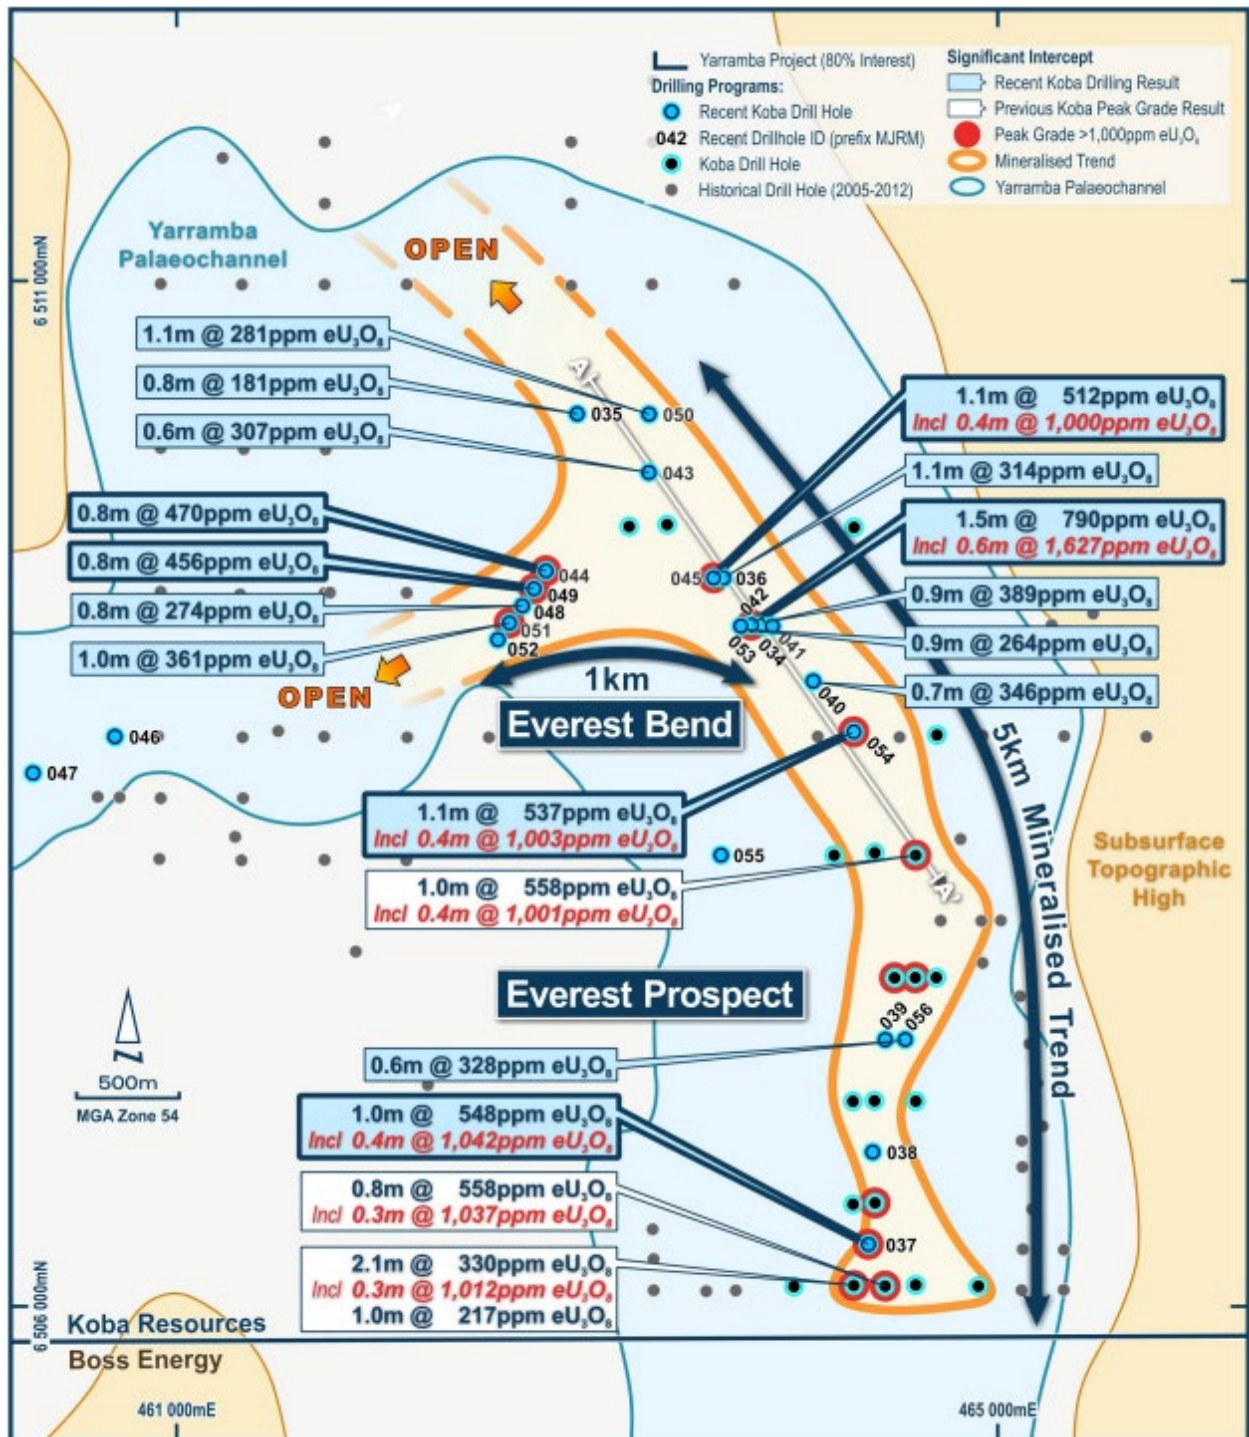 Yarramba Project (80% Interest)
Drilling Programs:
Recent Koba Drill Hole
042 Recent Drillhole ID (prefix MJRM)
Koba Drill Hole
Historical Drill Hole (2005-2012)
Significant Intercept
Recent Koba Drilling Result
Previous Koba Peak Grade Result
Peak Grade >1,000ppm eU₃O₈
Mineralised Trend
Yarramba Palaeochannel
Yarramba
Palaeochannel
OPEN
6 511 000mN
1.1m @ 281ppm eU₃O₈
0.8m @ 181ppm eU₃O₈
0.6m @ 307ppm eU₃O₈
A
035
050
043
1.1m @ 512ppm eU₃O₈
Incl 0.4m @ 1,000ppm eU₃O₈
1.1m @ 314ppm eU₃O₈
1.5m @ 790ppm eU₃O₈
Incl 0.6m @ 1,627ppm eU₃O₈
0.9m @ 389ppm eU₃O₈
0.9m @ 264ppm eU₃O₈
0.7m @ 346ppm eU₃O₈
0.8m @ 470ppm eU₃O₈
0.8m @ 456ppm eU₃O₈
0.8m @ 274ppm eU₃O₈
1.0m @ 361ppm eU₃O₈
044
049
048
051
052
045
036
042
053
034
041
040
054
OPEN
1km
Everest Bend
046
047
5km Mineralised Trend
1.1m @ 537ppm eU₃O₈
Incl 0.4m @ 1,003ppm eU₃O₈
055
1.0m @ 558ppm eU₃O₈
Incl 0.4m @ 1,001ppm eU₃O₈
A'
Subsurface
Topographic
High
Everest Prospect
039
056
0.6m @ 328ppm eU₃O₈
Z
500m
MGA Zone 54
1.0m @ 548ppm eU₃O₈
Incl 0.4m @ 1,042ppm eU₃O₈
038
0.8m @ 558ppm eU₃O₈
Incl 0.3m @ 1,037ppm eU₃O₈
037
2.1m @ 330ppm eU₃O₈
Incl 0.3m @ 1,012ppm eU₃O₈
1.0m @ 217ppm eU₃O₈
6 506 000mN
Koba Resources
Boss Energy
461 000mE
465 000mE